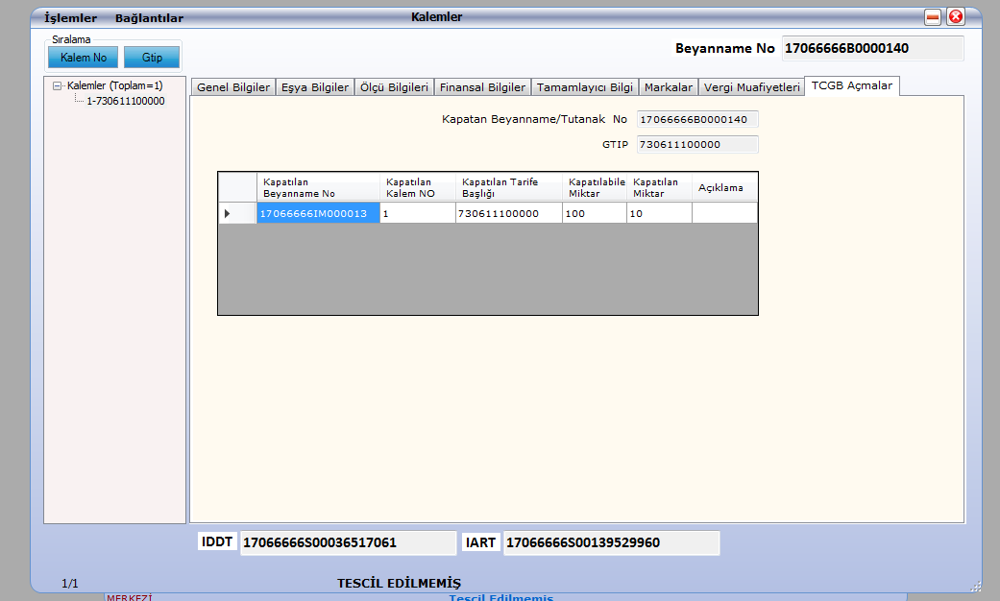 İşlemler Bağlantılar Kalemler
Sıralama
Kalem No Gtip
Beyanname No 17066666B0000140
Kalemler (Toplam=1)
1-730611100000
Genel Bilgiler Eşya Bilgiler Ölçü Bilgileri Finansal Bilgiler Tamamlayıcı Bilgi Markalar Vergi Muafiyetleri TCGB Açmalar
Kapatan Beyanname/Tutanak No 17066666B0000140
GTIP 730611100000
Kapatılan Beyanname No Kapatılan Kalem NO Kapatılan Tarife Başlığı Kapatılabile Miktar Kapatılan Miktar Açıklama
17066666IM000013 1 730611100000 100 10
IDDT 17066666S00036517061 IART 17066666S00139529960
1/1 TESCİL EDİLMEMİŞ
MERKEZİ Tescil Edilmemiş